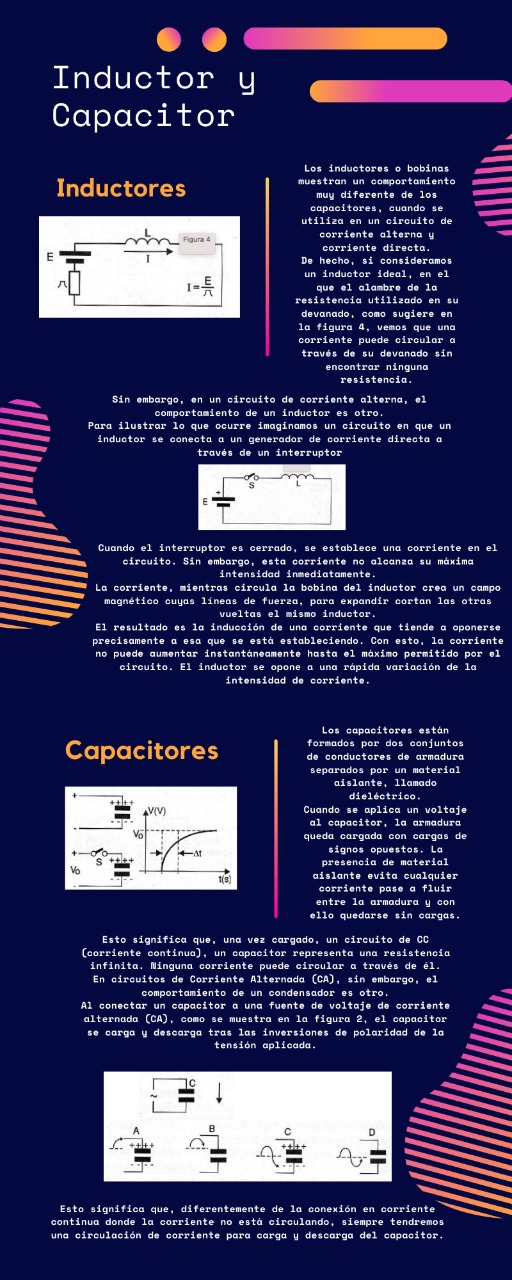 Inductor y
Capacitor
Inductores
L
Figura 4
E
I
I = E
Los inductores o bobinas
muestran un comportamiento
muy diferente de los
capacitores, cuando se
utiliza en un circuito de
corriente alterna y
corriente directa.
De hecho, si consideramos
un inductor ideal, en el
que el alambre de la
resistencia utilizado en su
devanado, como sugiere en
la figura 4, vemos que una
corriente puede circular a
través de su devanado sin
encontrar ninguna
resistencia.
Sin embargo, en un circuito de corriente alterna, el
comportamiento de un inductor es otro.
Para ilustrar lo que ocurre imaginamos un circuito en que un
inductor se conecta a un generador de corriente directa a
través de un interruptor
S
L
E
+
Cuando el interruptor es cerrado, se establece una corriente en el
circuito. Sin embargo, esta corriente no alcanza su máxima
intensidad inmediatamente.
La corriente, mientras circula la bobina del inductor crea un campo
magnético cuyas líneas de fuerza, para expandir cortan las otras
vueltas el mismo inductor.
El resultado es la inducción de una corriente que tiende a oponerse
precisamente a esa que se está estableciendo. Con esto, la corriente
no puede aumentar instantáneamente hasta el máximo permitido por el
circuito. El inductor se opone a una rápida variación de la
intensidad de corriente.
Capacitores
+
++++
----
-
+
S
Vo
++++
----
-
V(V)
Vo
Δt
t(s)
Los capacitores están
formados por dos conjuntos
de conductores de armadura
separados por un material
aislante, llamado
dieléctrico.
Cuando se aplica un voltaje
al capacitor, la armadura
queda cargada con cargas de
signos opuestos. La
presencia de material
aislante evita cualquier
corriente pase a fluir
entre la armadura y con
ello quedarse sin cargas.
Esto significa que, una vez cargado, un circuito de CC
(corriente continua), un capacitor representa una resistencia
infinita. Ninguna corriente puede circular a través de él.
En circuitos de Corriente Alternada (CA), sin embargo, el
comportamiento de un condensador es otro.
Al conectar un capacitor a una fuente de voltaje de corriente
alternada (CA), como se muestra en la figura 2, el capacitor
se carga y descarga tras las inversiones de polaridad de la
tensión aplicada.
C
~
A
B
C
D
Esto significa que, diferentemente de la conexión en corriente
continua donde la corriente no está circulando, siempre tendremos
una circulación de corriente para carga y descarga del capacitor.